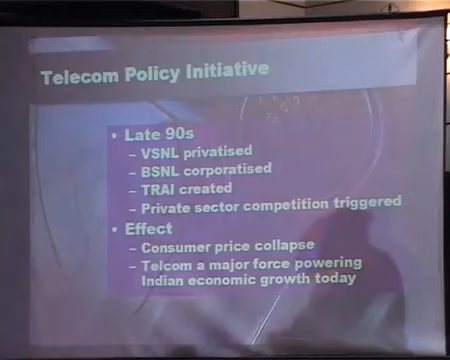 Telecom Policy Initiative
• Late 90s
– VSNL privatised
– BSNL corporatised
– TRAI created
– Private sector competition triggered
• Effect
– Consumer price collapse
– Telcom a major force powering
Indian economic growth today